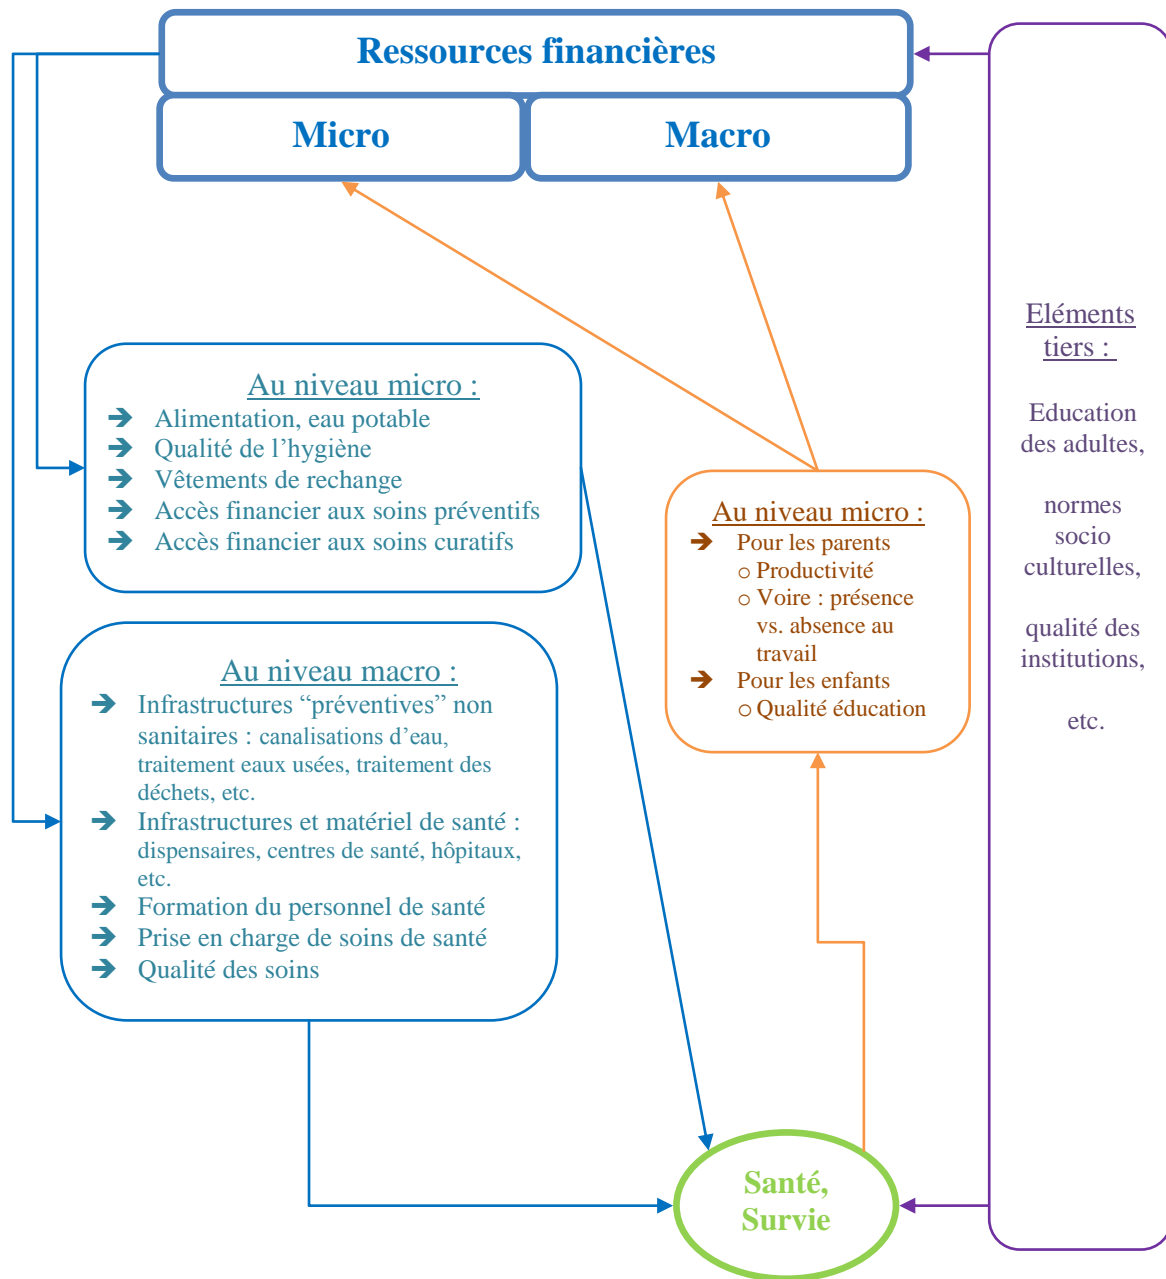 Ressources financières
Micro
Macro
Au niveau micro :
➔ Alimentation, eau potable
➔ Qualité de l’hygiène
➔ Vêtements de rechange
➔ Accès financier aux soins préventifs
➔ Accès financier aux soins curatifs
Au niveau macro :
➔ Infrastructures “préventives” non
sanitaires : canalisations d’eau,
traitement eaux usées, traitement des
déchets, etc.
➔ Infrastructures et matériel de santé :
dispensaires, centres de santé, hôpitaux,
etc.
➔ Formation du personnel de santé
➔ Prise en charge de soins de santé
➔ Qualité des soins
Au niveau micro :
➔ Pour les parents
o Productivité
o Voire : présence
vs. absence au
travail
➔ Pour les enfants
o Qualité éducation
Eléments
tiers :
Education
des adultes,
normes
socio
culturelles,
qualité des
institutions,
etc.
Santé,
Survie